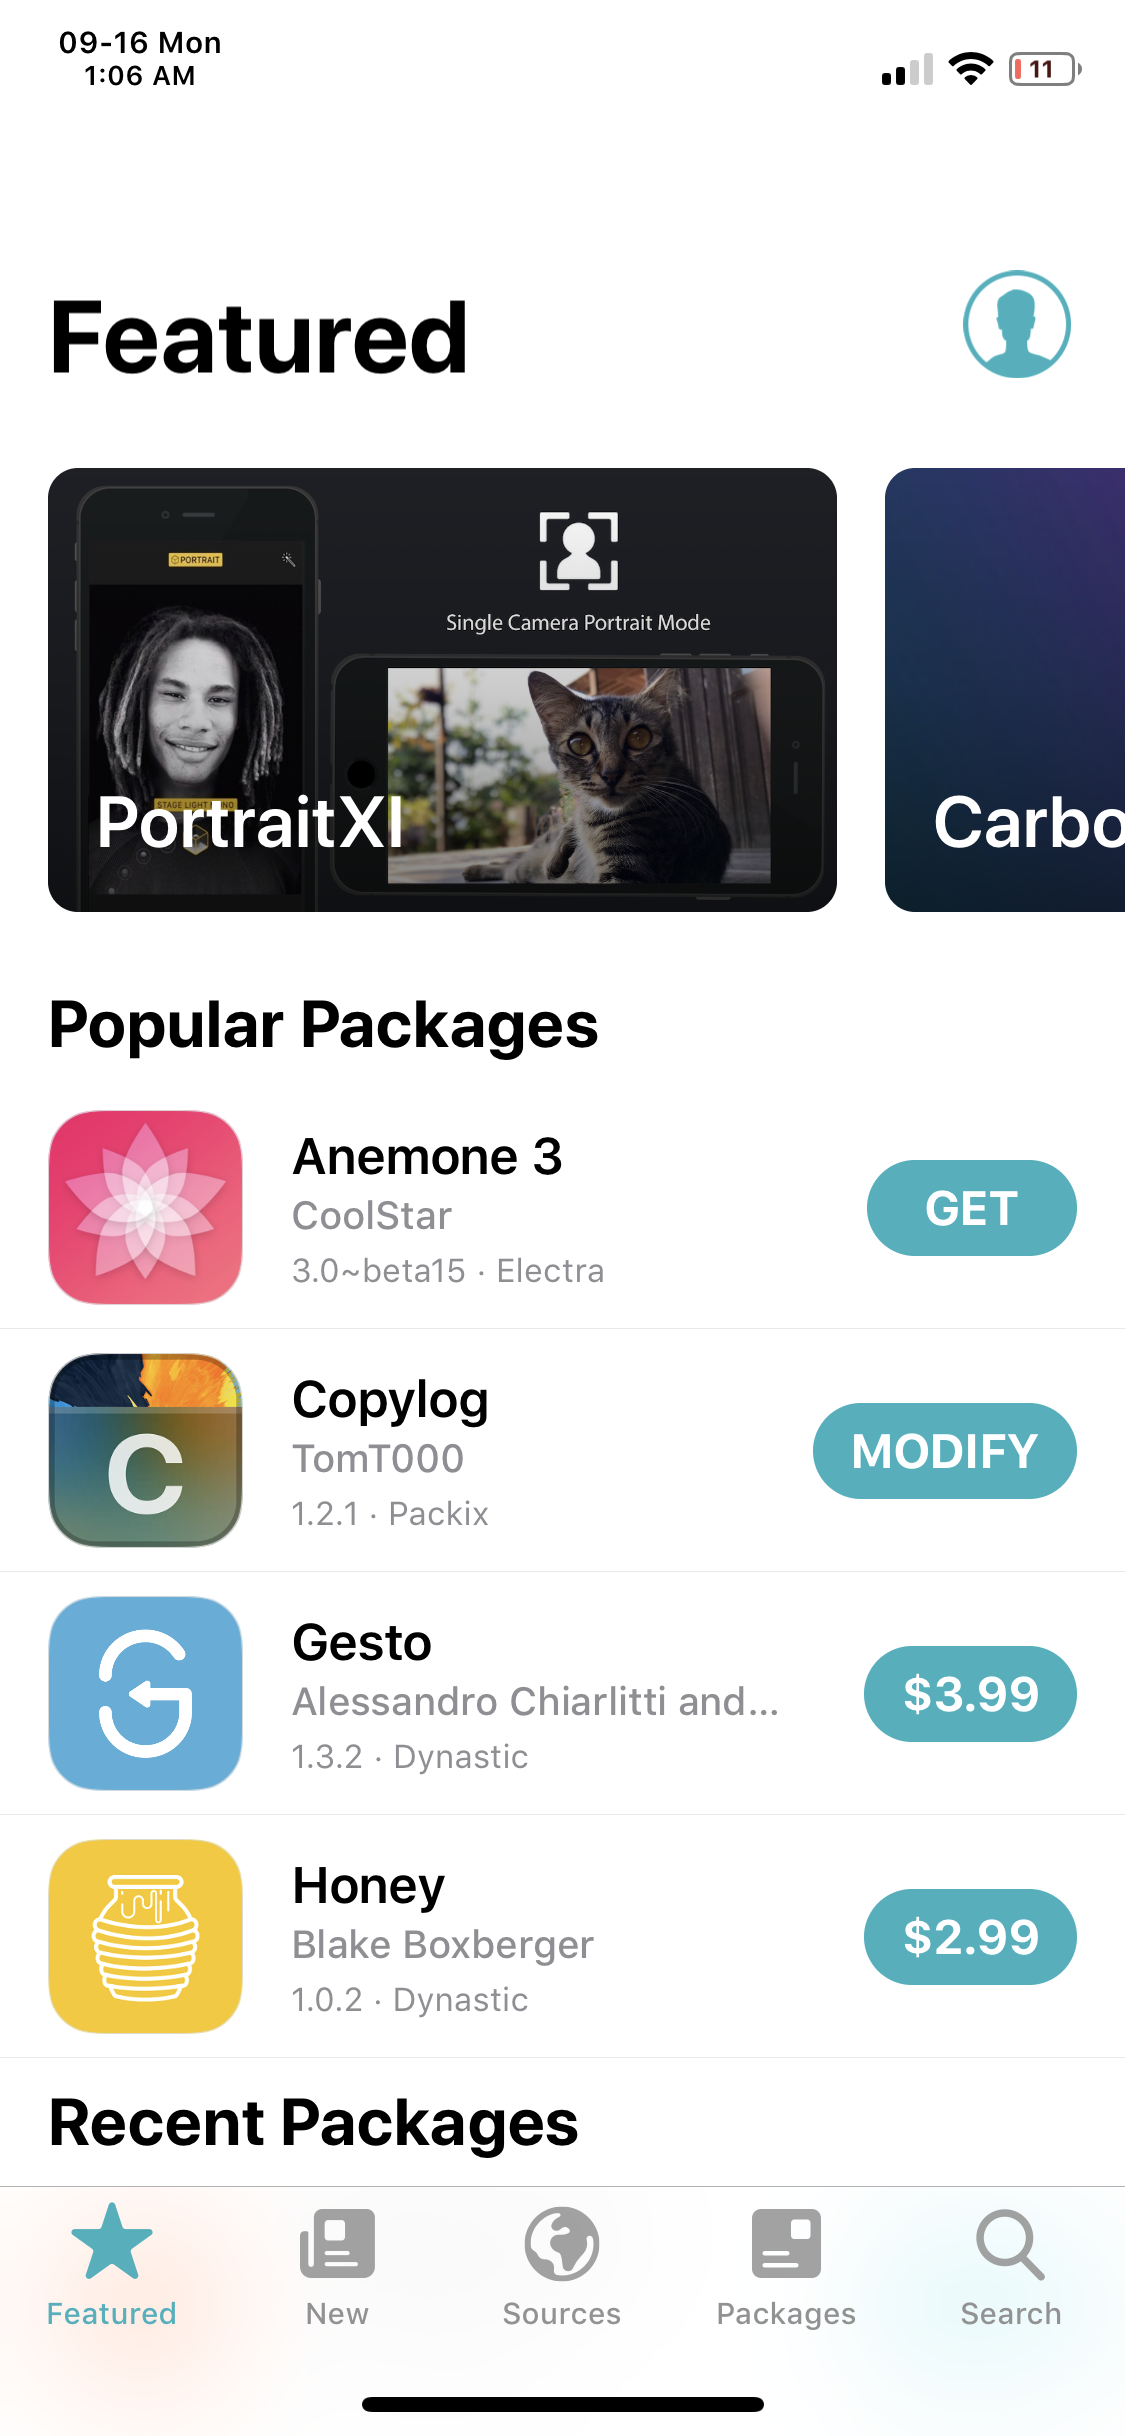 09-16 Mon
1:06 AM
11
Featured
PORTRAIT
Single Camera Portrait Mode
STAGE LIGHT MONO
PortraitXI
Carbo
Popular Packages
Anemone 3
CoolStar
3.0~beta15 · Electra
GET
Copylog
TomT000
1.2.1 · Packix
MODIFY
C
Gesto
Alessandro Chiarlitti and...
1.3.2 · Dynastic
$3.99
Honey
Blake Boxberger
1.0.2 · Dynastic
$2.99
Recent Packages
Featured
New
Sources
Packages
Search